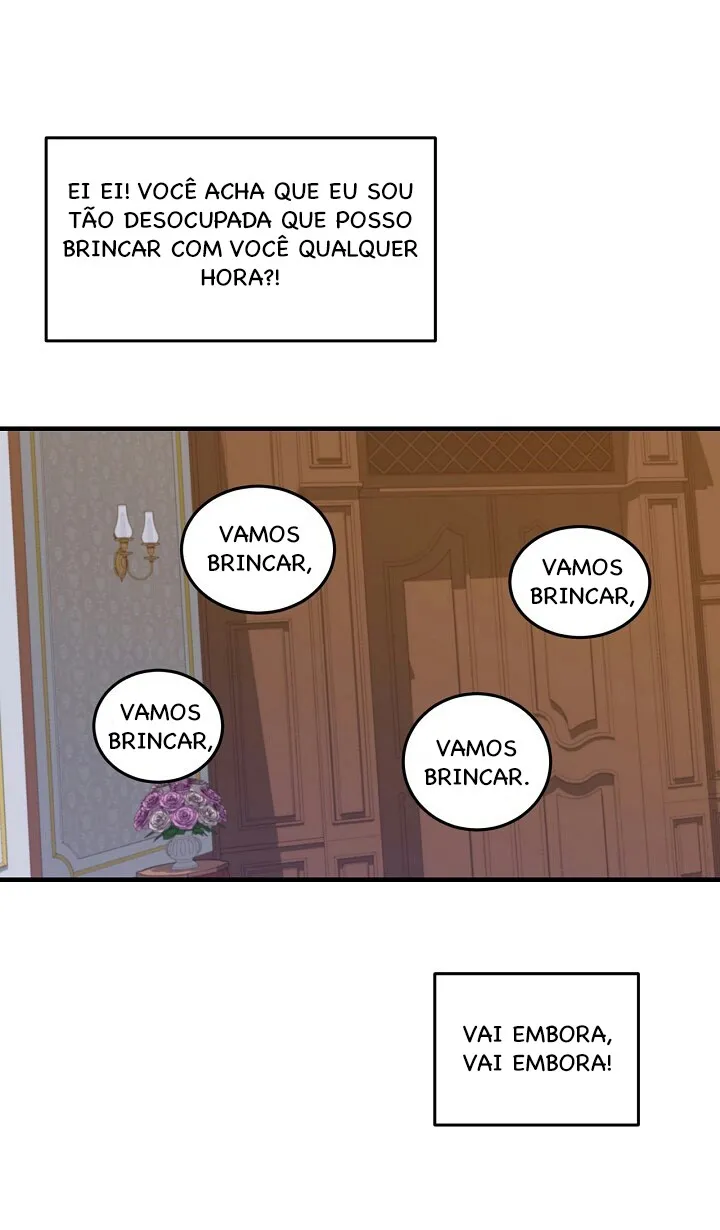 EI EI! VOCÊ ACHA QUE EU SOU
TÃO DESOCUPADA QUE POSSO
BRINCAR COM VOCÊ QUALQUER
HORA?!
VAMOS
BRINCAR,
VAMOS
BRINCAR,
VAMOS
BRINCAR,
VAMOS
BRINCAR.
VAI EMBORA,
VAI EMBORA!